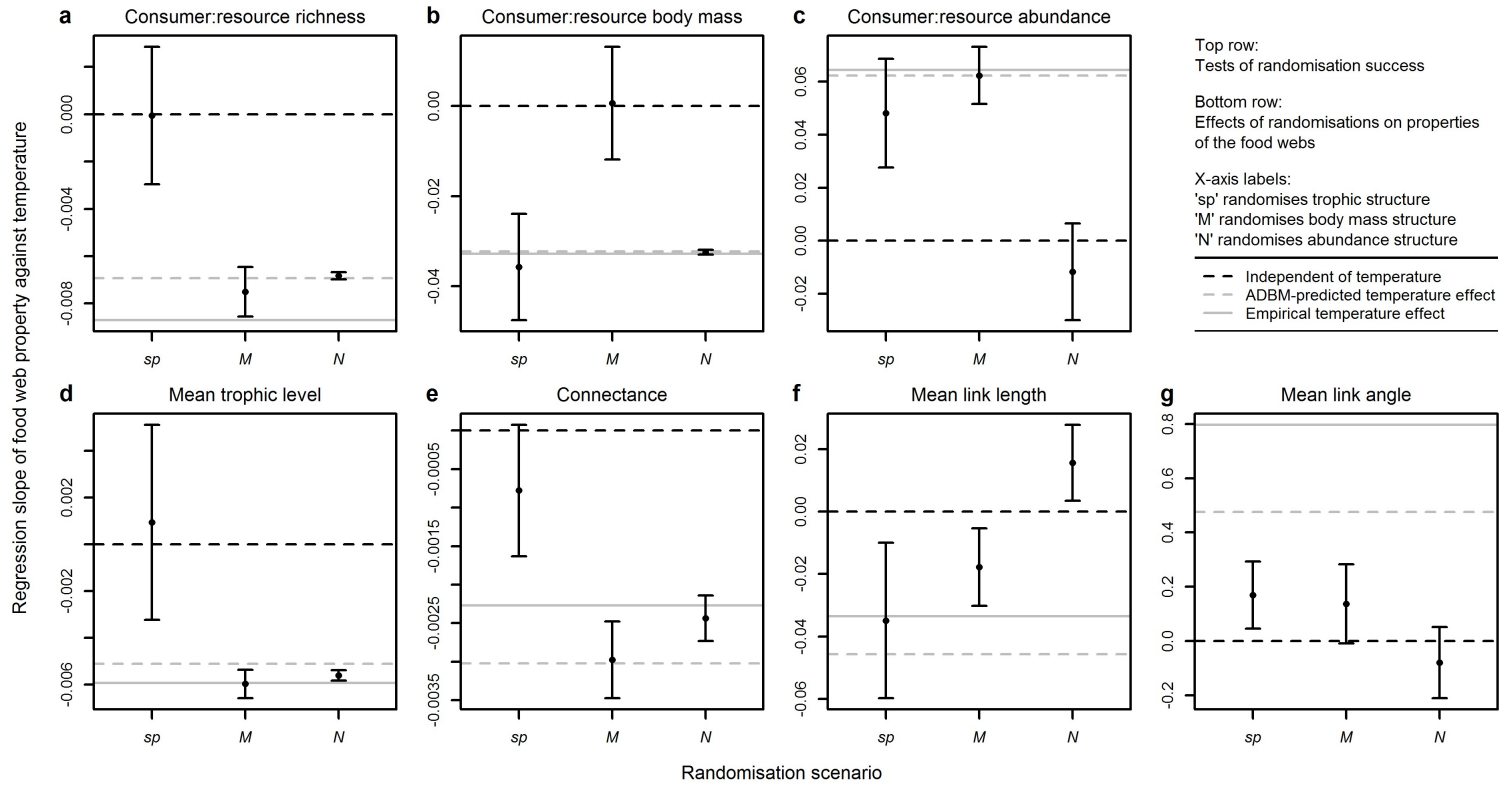 a Consumer:resource richness
b Consumer:resource body mass
c Consumer:resource abundance
Regression slope of food web property against temperature
0.000
-0.004
-0.008
sp M N
0.00
-0.02
-0.04
sp M N
0.06
0.04
0.02
0.00
-0.02
sp M N
Top row:
Tests of randomisation success
Bottom row:
Effects of randomisations on properties
of the food webs
X-axis labels:
'sp' randomises trophic structure
'M' randomises body mass structure
'N' randomises abundance structure
Independent of temperature
ADBM-predicted temperature effect
Empirical temperature effect
d Mean trophic level
e Connectance
f Mean link length
g Mean link angle
0.002
-0.002
-0.006
sp M N
-0.0005
-0.0015
-0.0025
-0.0035
sp M N
0.02
0.00
-0.02
-0.04
-0.06
sp M N
0.8
0.6
0.4
0.2
0.0
-0.2
sp M N
Randomisation scenario